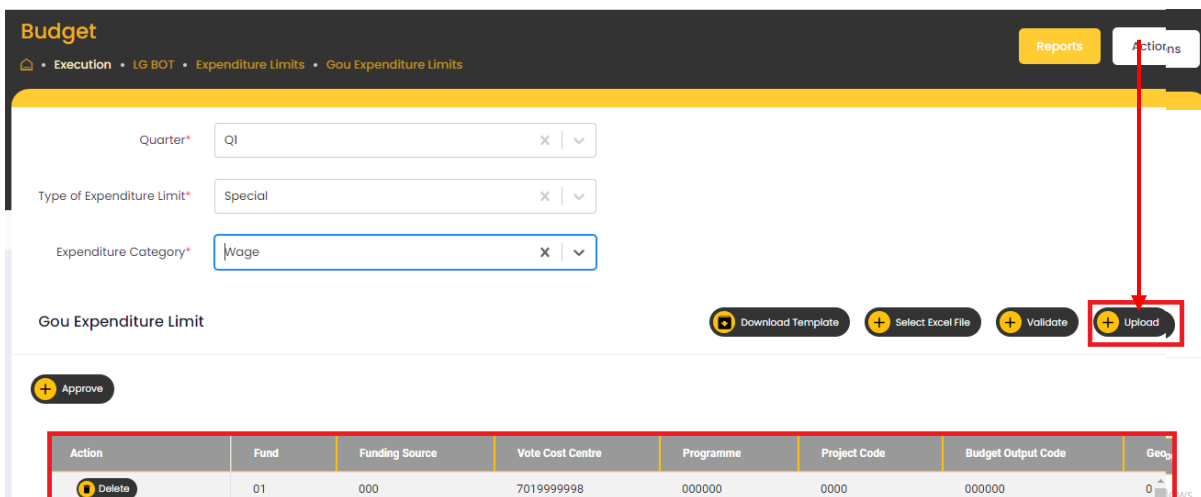 Budget
Reports
Actions
• Execution • LG BOT • Expenditure Limits • Gou Expenditure Limits
Quarter* Q1
Type of Expenditure Limit* Special
Expenditure Category* Wage
Gou Expenditure Limit
Download Template
Select Excel File
Validate
Upload
Approve
Action Fund Funding Source Vote Cost Centre Programme Project Code Budget Output Code
Delete 01 000 7019999998 000000 0000 000000 0